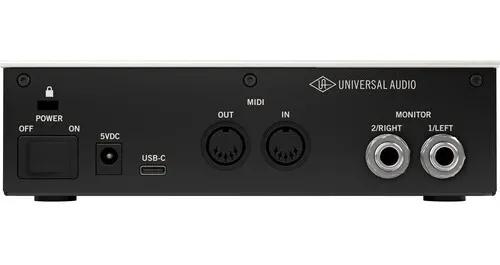 UNIVERSAL AUDIO
MIDI
POWER
OUT
IN
MONITOR
OFF
ON
5VDC
USB-C
2/RIGHT
1/LEFT